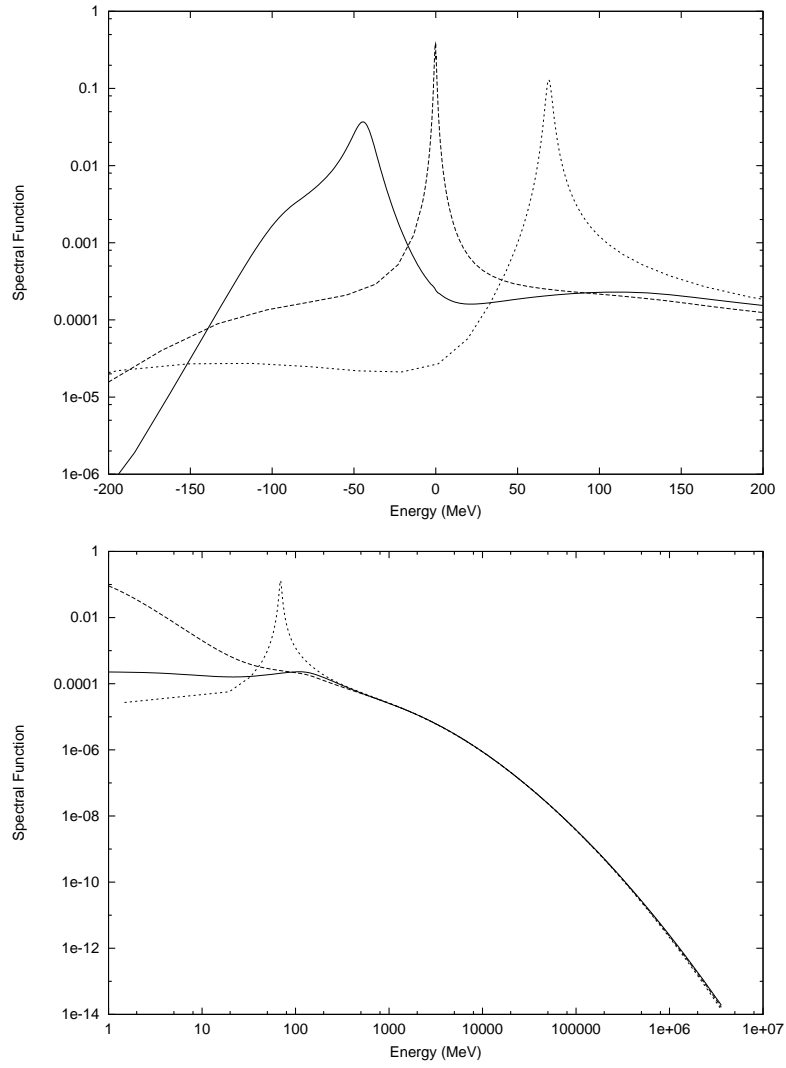 1
0.1
0.01
0.001
0.0001
1e-05
1e-06
Spectral Function
-200 -150 -100 -50 0 50 100 150 200
Energy (MeV)
1
0.01
0.0001
1e-06
1e-08
1e-10
1e-12
1e-14
Spectral Function
1 10 100 1000 10000 100000 1e+06 1e+07
Energy (MeV)